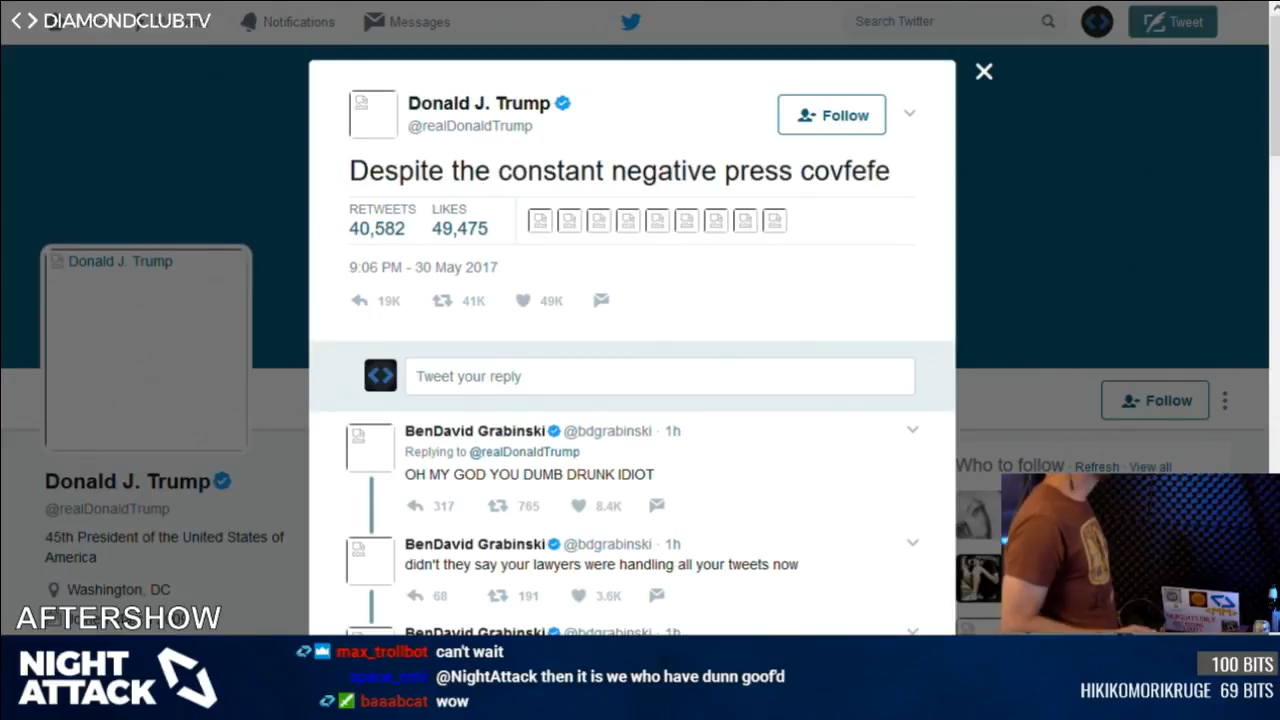 DIAMONDCLUB.TV
Notifications
Messages
Search Twitter
Tweet
Donald J. Trump
@realDonaldTrump
Follow
Despite the constant negative press covfefe
RETWEETS LIKES
40,582 49,475
9:06 PM - 30 May 2017
19K 41K 49K
Tweet your reply
BenDavid Grabinski @bdgrabinski · 1h
Replying to @realDonaldTrump
OH MY GOD YOU DUMB DRUNK IDIOT
317 765 8.4K
BenDavid Grabinski @bdgrabinski · 1h
didn't they say your lawyers were handling all your tweets now
68 191 3.6K
BenDavid Grabinski @bdgrabinski · 1h
Donald J. Trump
Donald J. Trump
@realDonaldTrump
45th President of the United States of
America
Washington, DC
Follow
Who to follow · Refresh · View all
AFTERSHOW
NIGHT
ATTACK
max_trollbot can't wait
@NightAttack then it is we who have dunn goof'd
baaabcat wow
100 BITS
HIKIKOMORIKRUGE 69 BITS